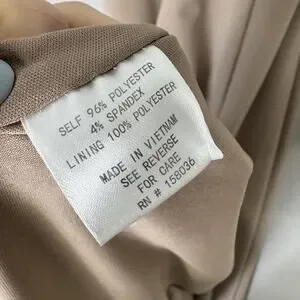 SELF 96% POLYESTER
4% SPANDEX
LINING 100% POLYESTER
MADE IN VIETNAM
SEE REVERSE
FOR CARE
RN # 158036